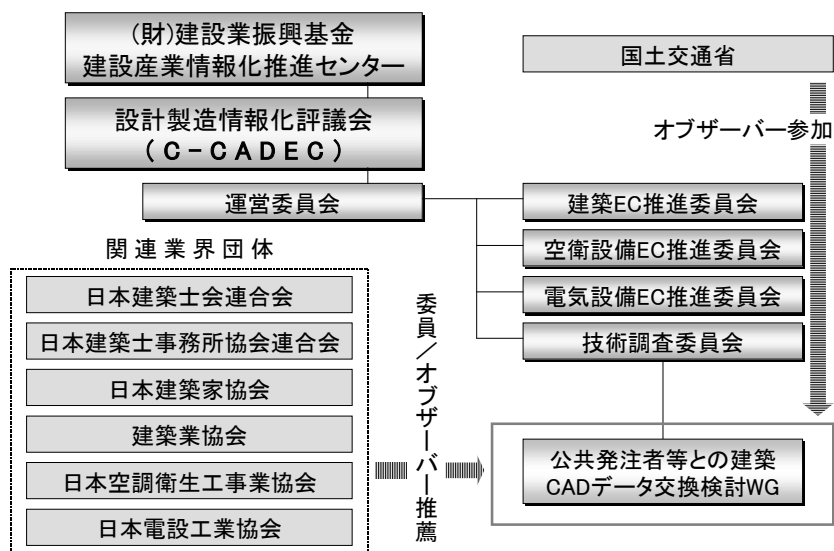 (財)建設業振興基金
建設産業情報化推進センター
国土交通省
設計製造情報化評議会
(C-CADEC)
オブザーバー参加
運営委員会
建築EC推進委員会
空衛設備EC推進委員会
電気設備EC推進委員会
技術調査委員会
関連業界団体
日本建築士会連合会
日本建築士事務所協会連合会
日本建築家協会
建築業協会
日本空調衛生工事業協会
日本電設工業協会
委員/オブザーバー推薦
公共発注者等との建築
CADデータ交換検討WG